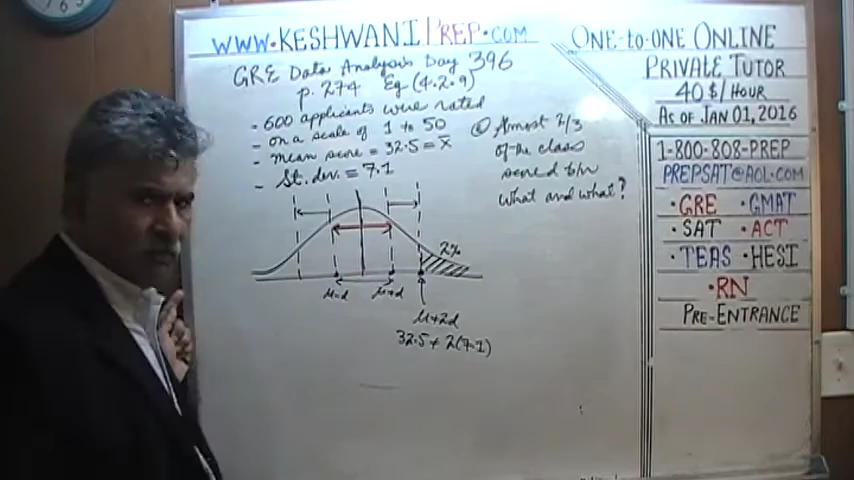 WWW.KESHWANIPREP.COM
GRE Data Analysis Day 396
p. 274 Eg (4.2.9)
- 600 applicants were rated
- on a scale of 1 to 50
- mean score = 32.5 = x̄
- St. dev. = 7.1
@ Almost 2/3
of the class
scored b/n
what and what?
2%
μ-d μ+d
μ+2d
32.5 + 2(7.1)
ONE-to-ONE ONLINE
PRIVATE TUTOR
40 $/HOUR
AS OF JAN 01, 2016
1-800-808-PREP
PREPSAT@AOL.COM
• GRE • GMAT
• SAT • ACT
• TEAS • HESI
• RN
PRE-ENTRANCE